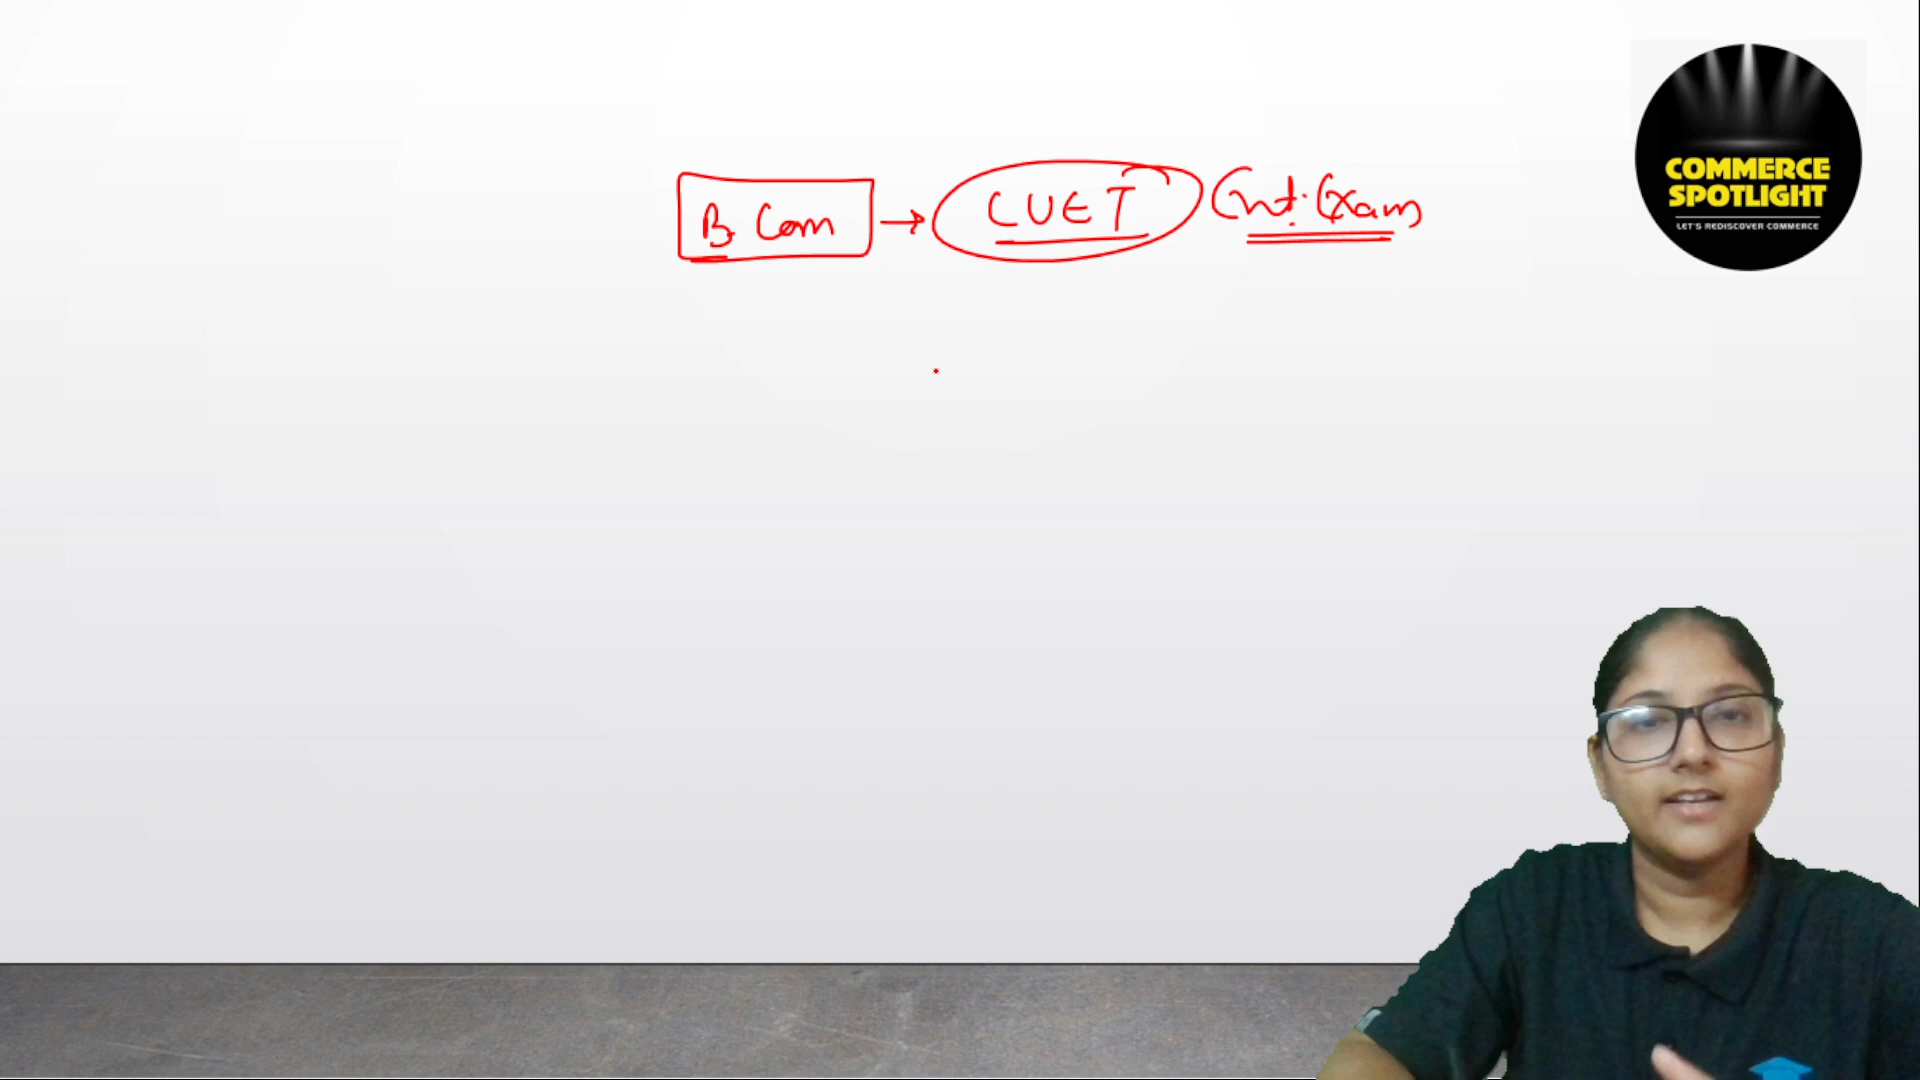 B Com → CUET Ent. Exam
COMMERCE
SPOTLIGHT
LET'S REDISCOVER COMMERCE